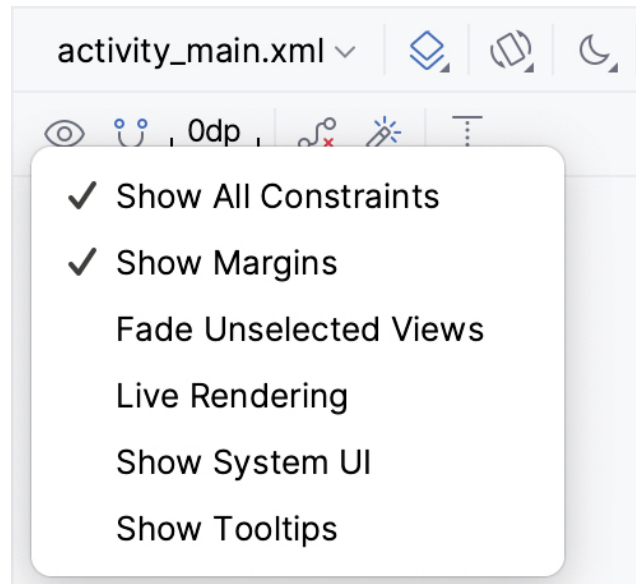 activity_main.xml
0dp
Show All Constraints
Show Margins
Fade Unselected Views
Live Rendering
Show System UI
Show Tooltips